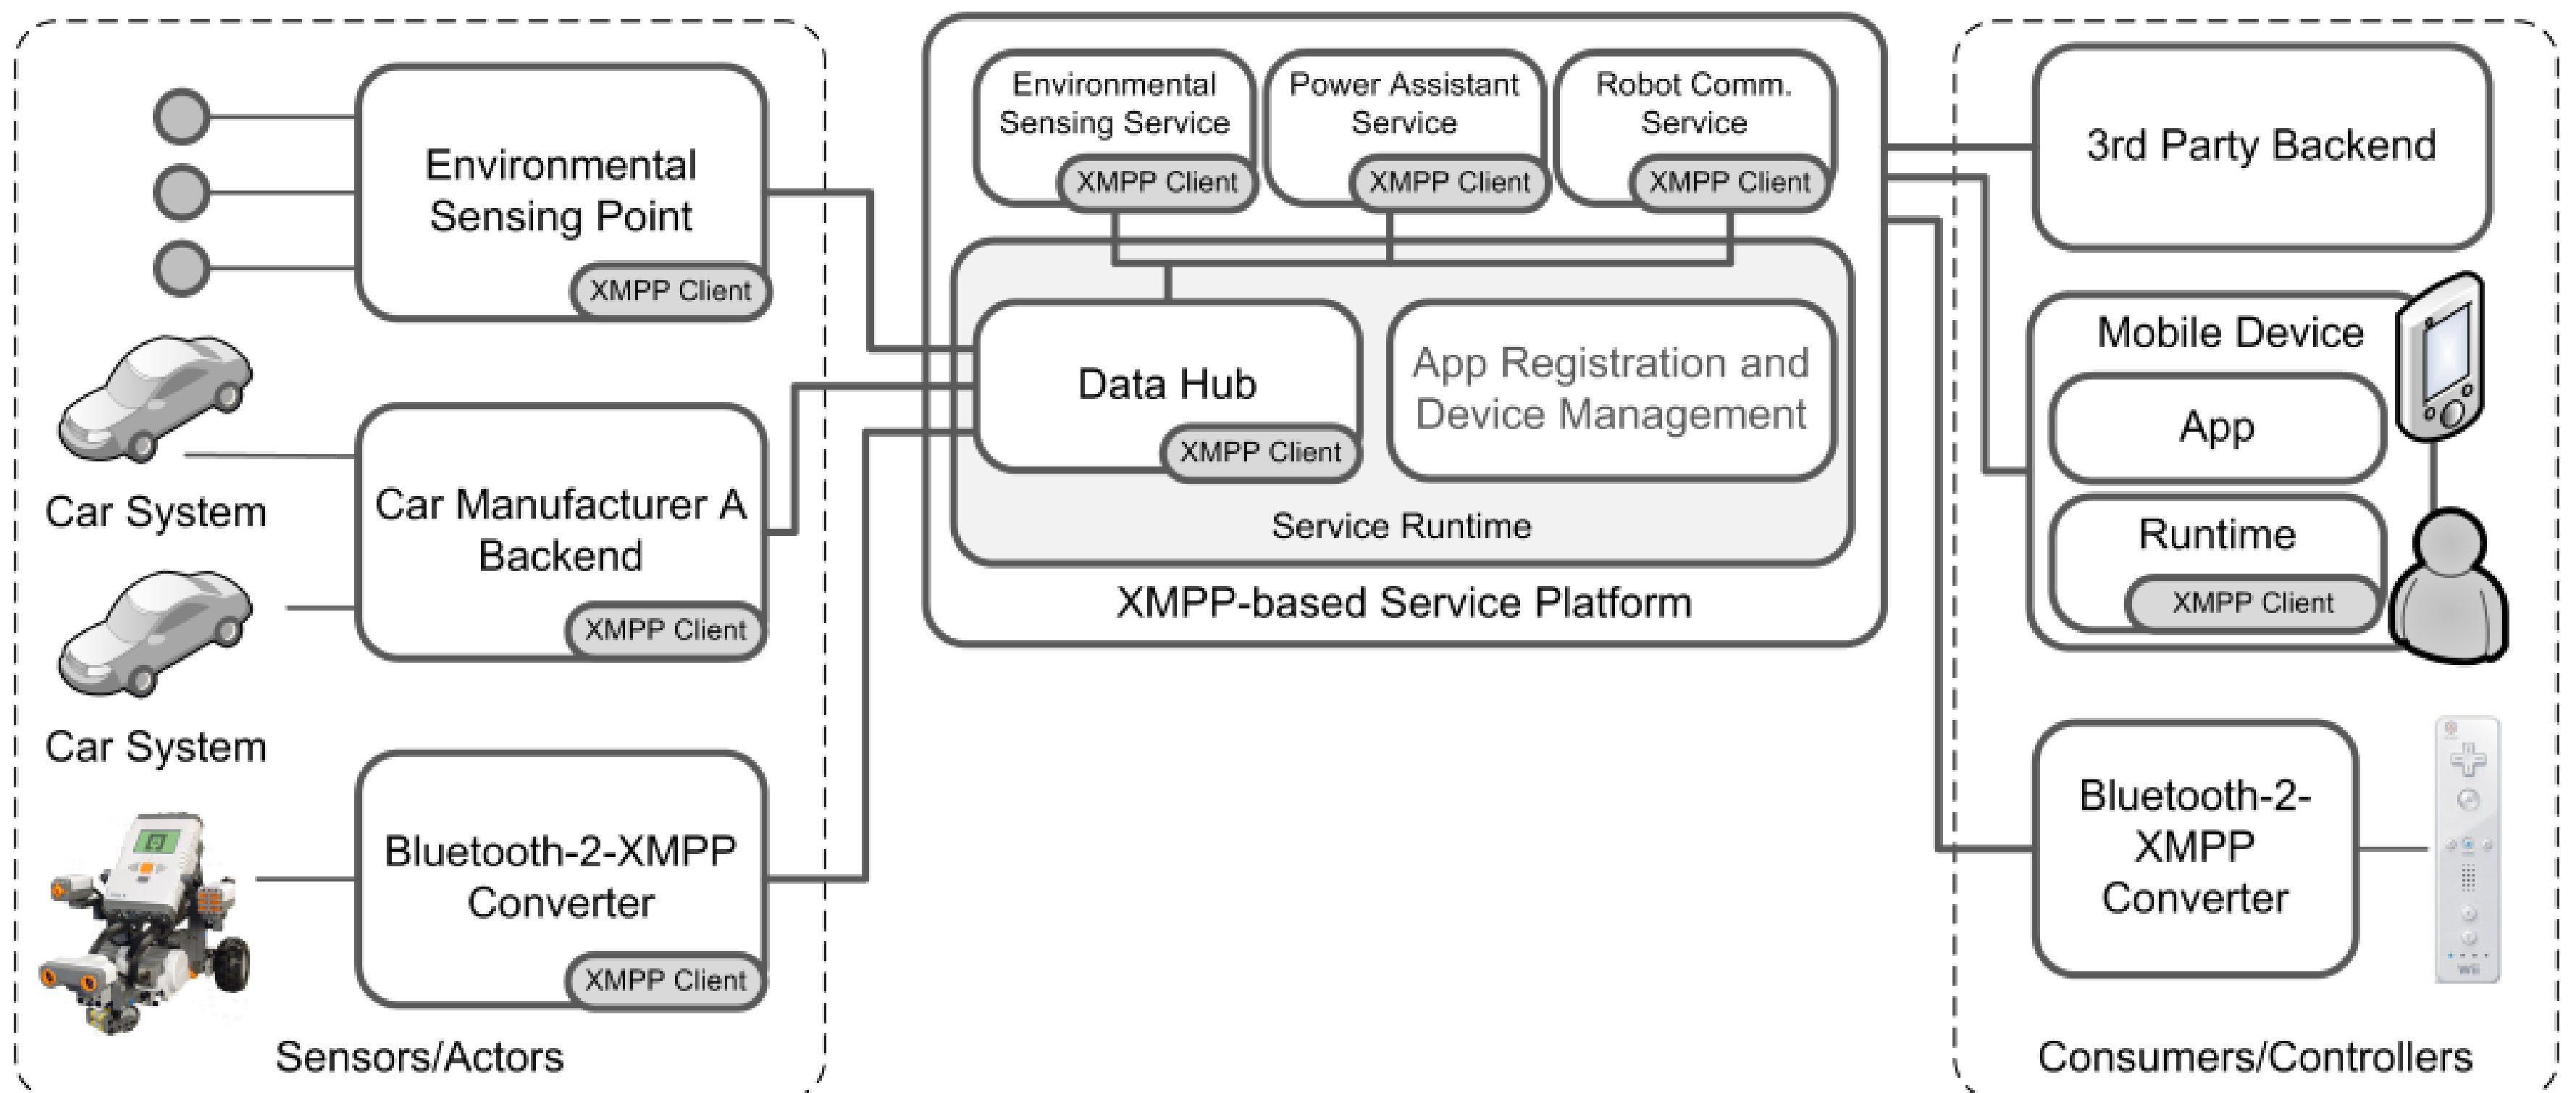 Environmental
Sensing Point
XMPP Client
Car System
Car Manufacturer A
Backend
XMPP Client
Car System
Bluetooth-2-XMPP
Converter
XMPP Client
Sensors/Actors
Environmental
Sensing Service
XMPP Client
Power Assistant
Service
XMPP Client
Robot Comm.
Service
XMPP Client
Data Hub
XMPP Client
App Registration and
Device Management
Service Runtime
XMPP-based Service Platform
3rd Party Backend
Mobile Device
App
Runtime
XMPP Client
Bluetooth-2-
XMPP
Converter
Wii
Consumers/Controllers